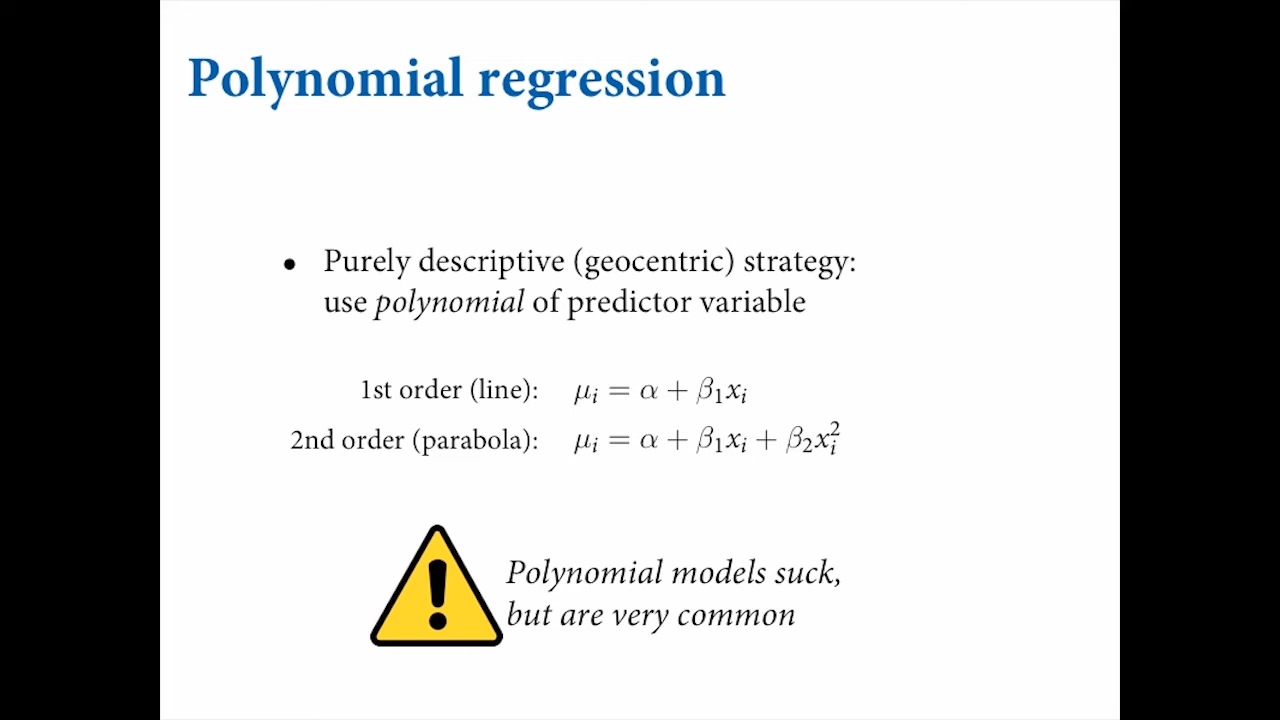 Polynomial regression
• Purely descriptive (geocentric) strategy:
use polynomial of predictor variable
1st order (line): μᵢ = α + β₁xᵢ
2nd order (parabola): μᵢ = α + β₁xᵢ + β₂xᵢ²
!
Polynomial models suck,
but are very common